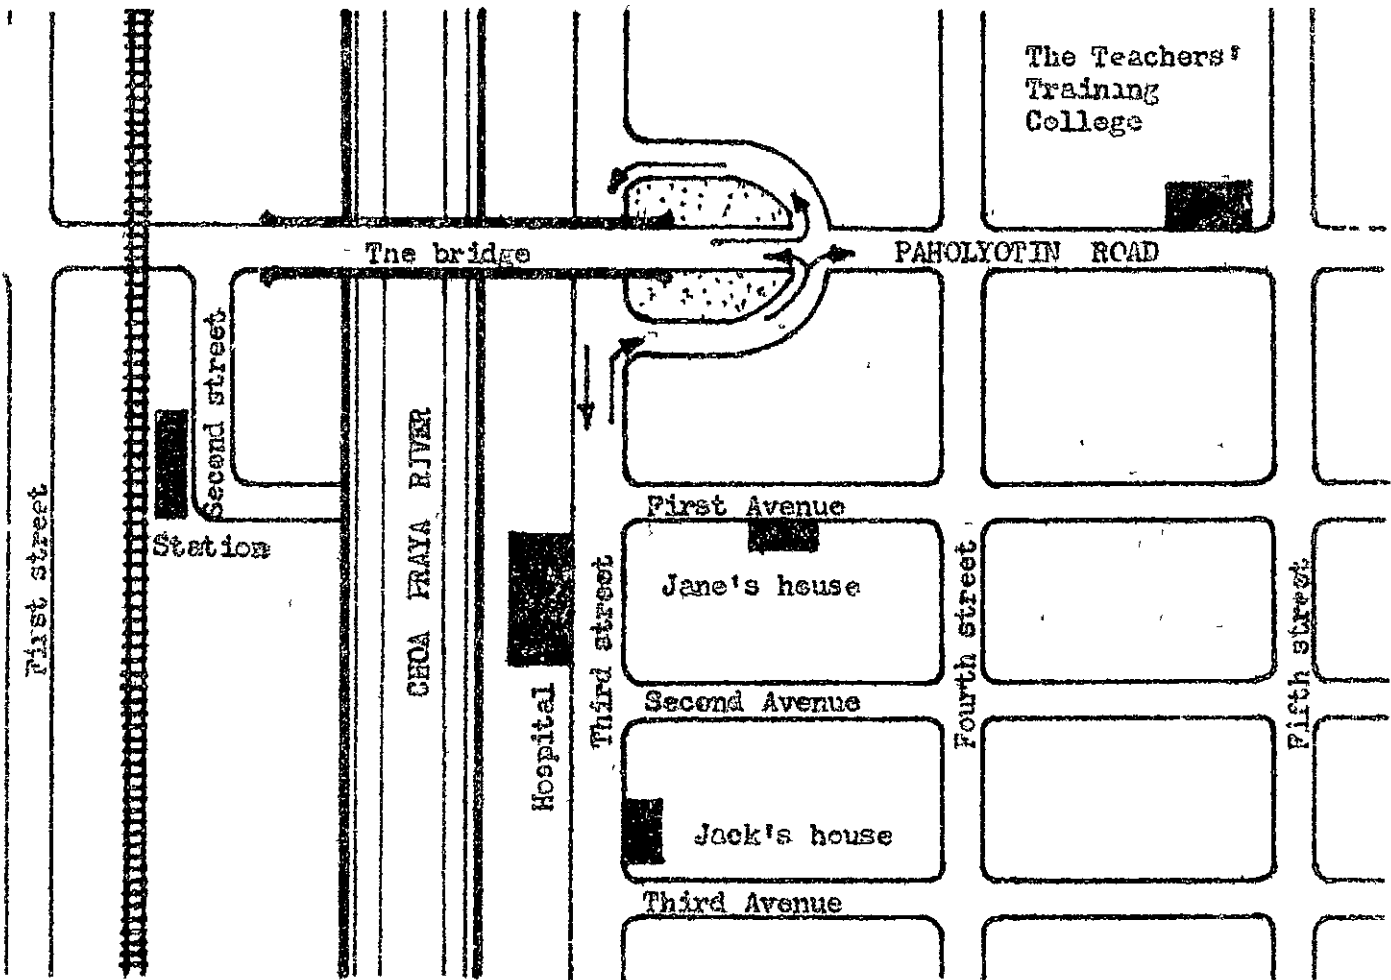 The Teachers'
Training
College
The bridge
PAHOLYOTIN ROAD
Second street
CHOA PRAYA RIVER
First street
Station
First Avenue
Jane's house
Third street
Fourth street
Fifth street
Hospital
Second Avenue
Jack's house
Third Avenue